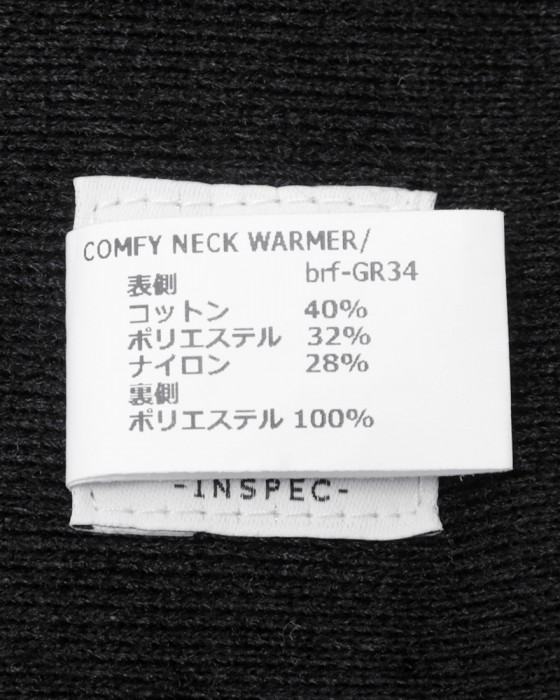 COMFY NECK WARMER/
brf-GR34
表側
コットン 40%
ポリエステル 32%
ナイロン 28%
裏側
ポリエステル 100%
-INSPEC-